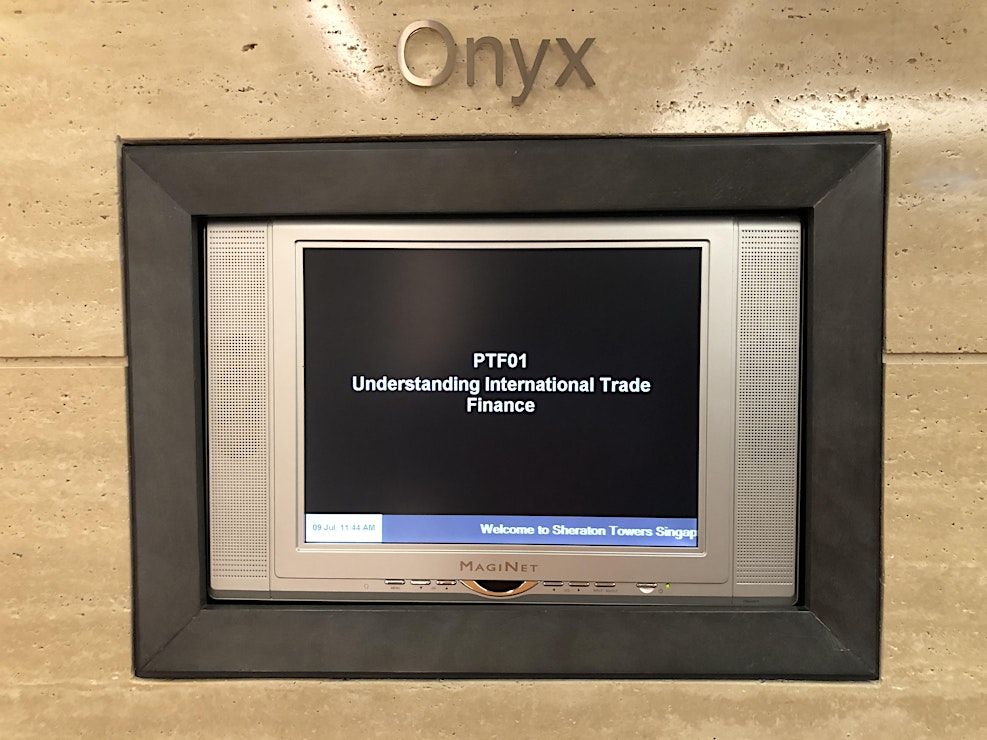 Onyx
PTF01
Understanding International Trade
Finance
09 Jul 11:44 AM
Welcome to Sheraton Towers Singap
MAGINET